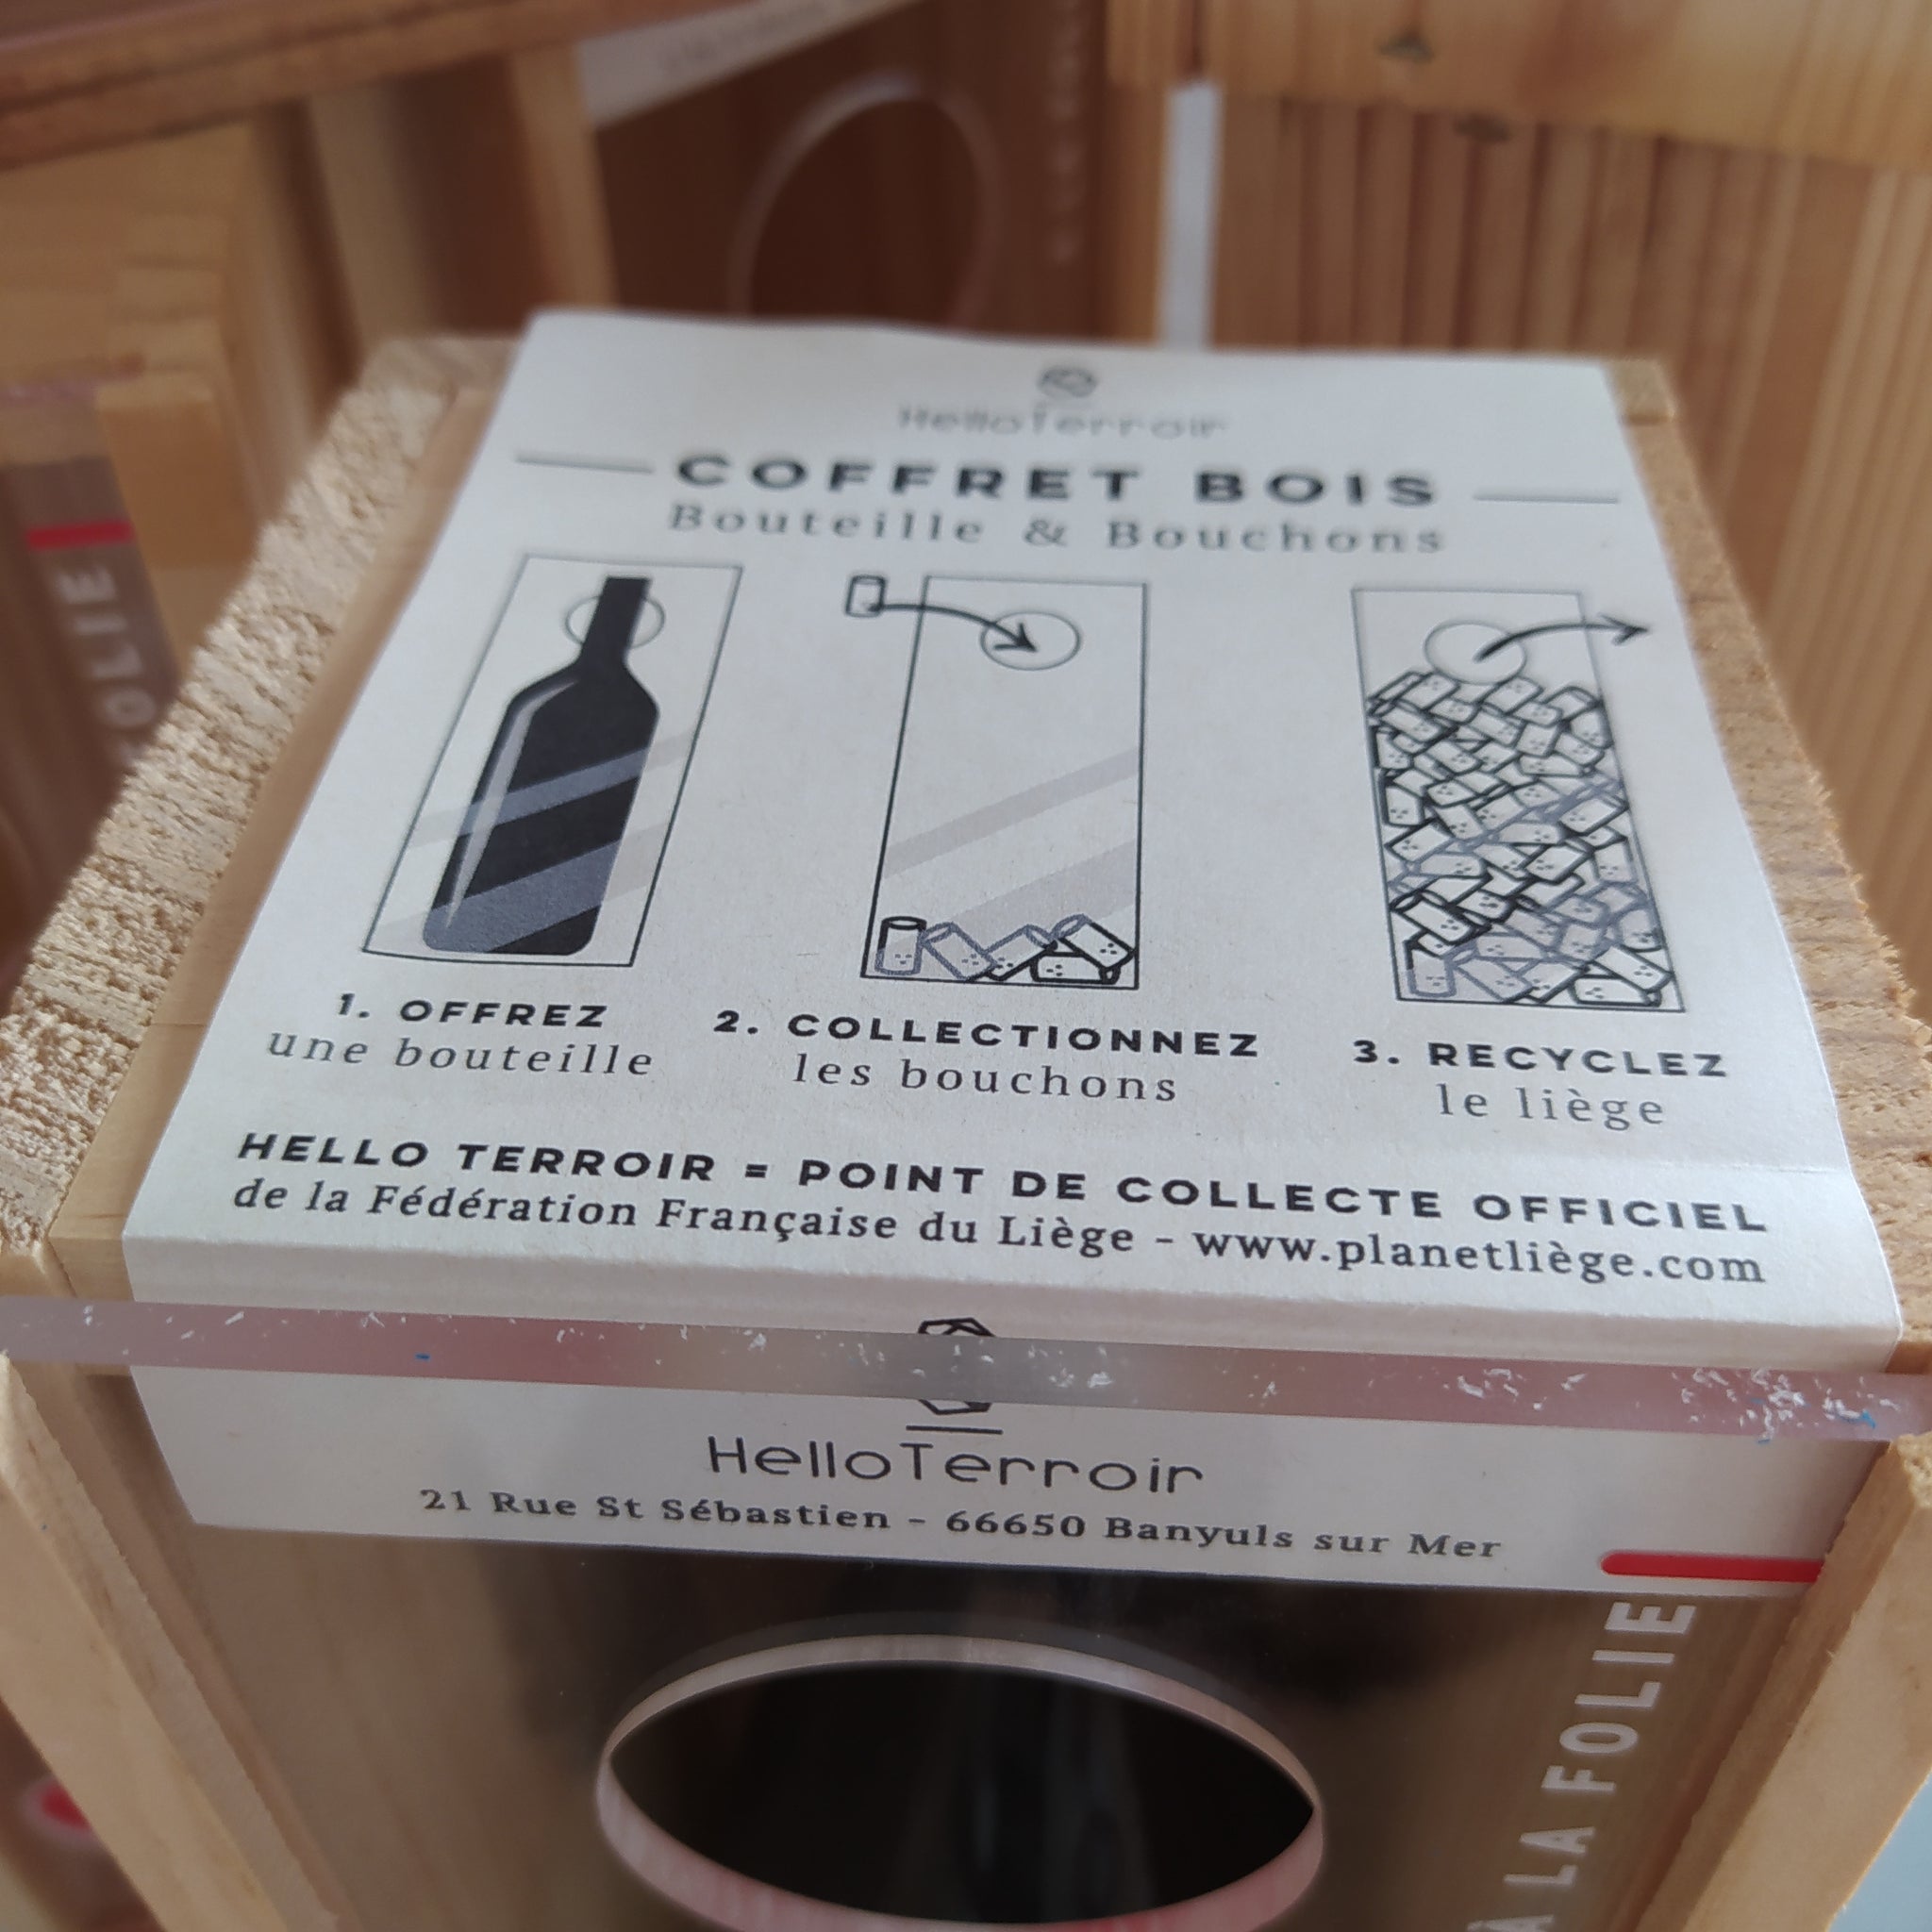 HelloTerroir
COFFRET BOIS
Bouteille & Bouchons
1. OFFREZ
une bouteille
2. COLLECTIONNEZ
les bouchons
3. RECYCLEZ
le liège
HELLO TERROIR = POINT DE COLLECTE OFFICIEL
de la Fédération Française du Liège - www.planetliège.com
HelloTerroir
21 Rue St Sébastien - 66650 Banyuls sur Mer
À LA FOLIE
FOLIE